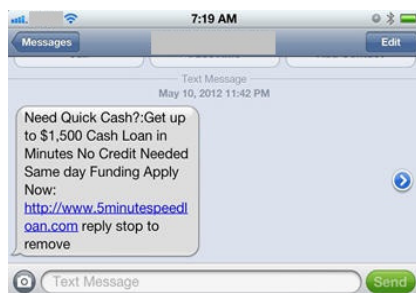 7:19 AM
Messages
Edit
Text Message
May 10, 2012 11:42 PM
Need Quick Cash?:Get up
to $1,500 Cash Loan in
Minutes No Credit Needed
Same day Funding Apply
Now:
http://www.5minutespeedl
oan.com reply stop to
remove
Text Message
Send